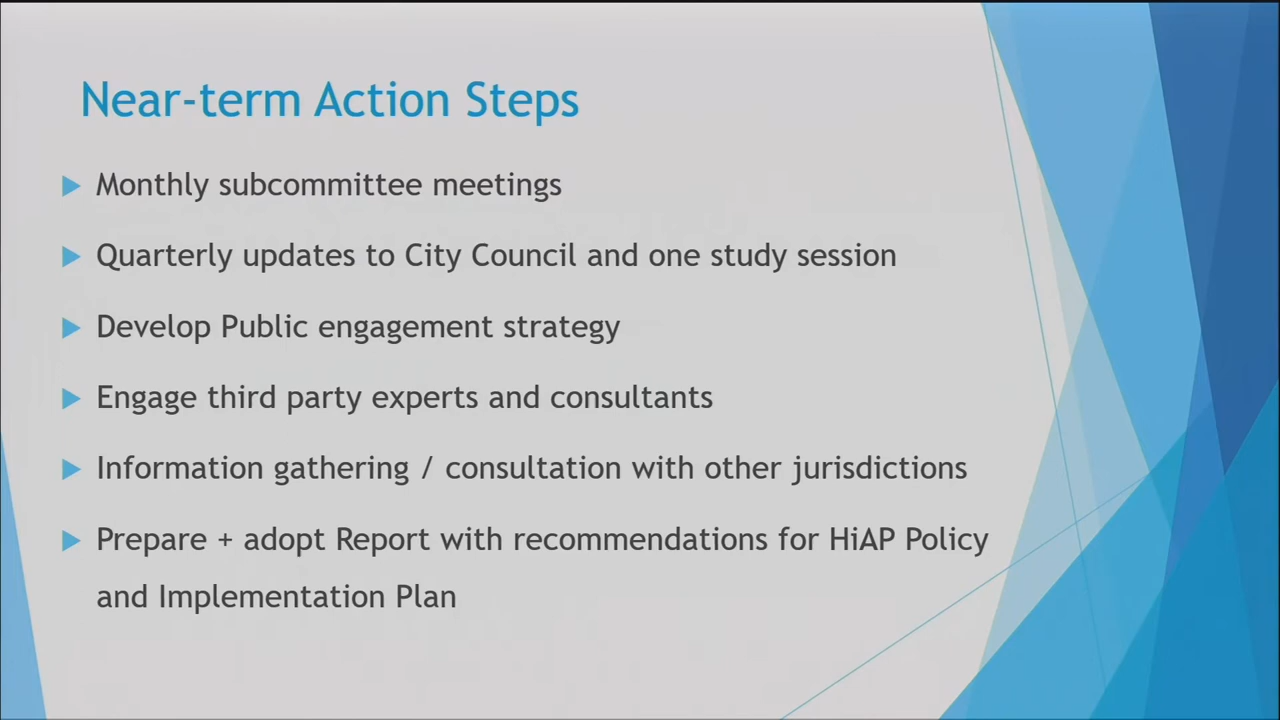 Near-term Action Steps
Monthly subcommittee meetings
Quarterly updates to City Council and one study session
Develop Public engagement strategy
Engage third party experts and consultants
Information gathering / consultation with other jurisdictions
Prepare + adopt Report with recommendations for HiAP Policy
and Implementation Plan